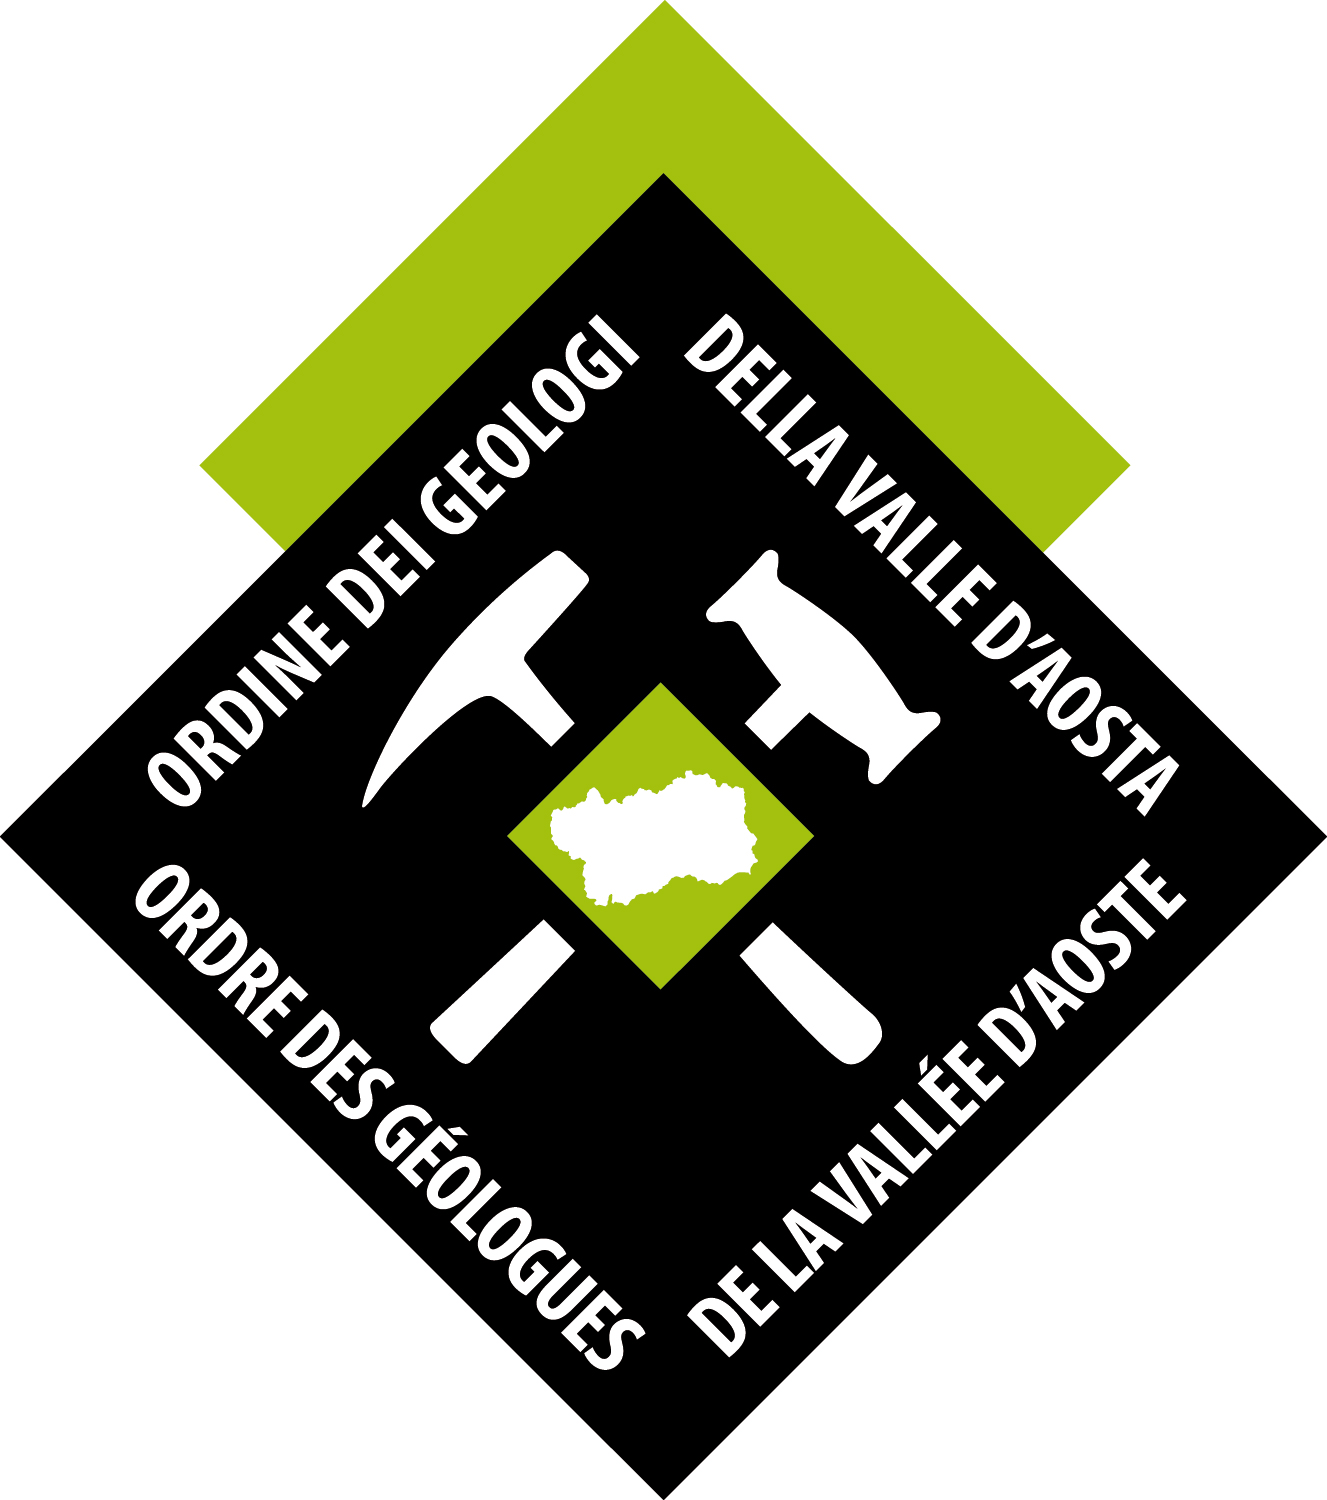 ORDINE DEI GEOLOGI
DELLA VALLE D'AOSTA
ORDRE DES GÉOLOGUES
DE LA VALLÉE D'AOSTE